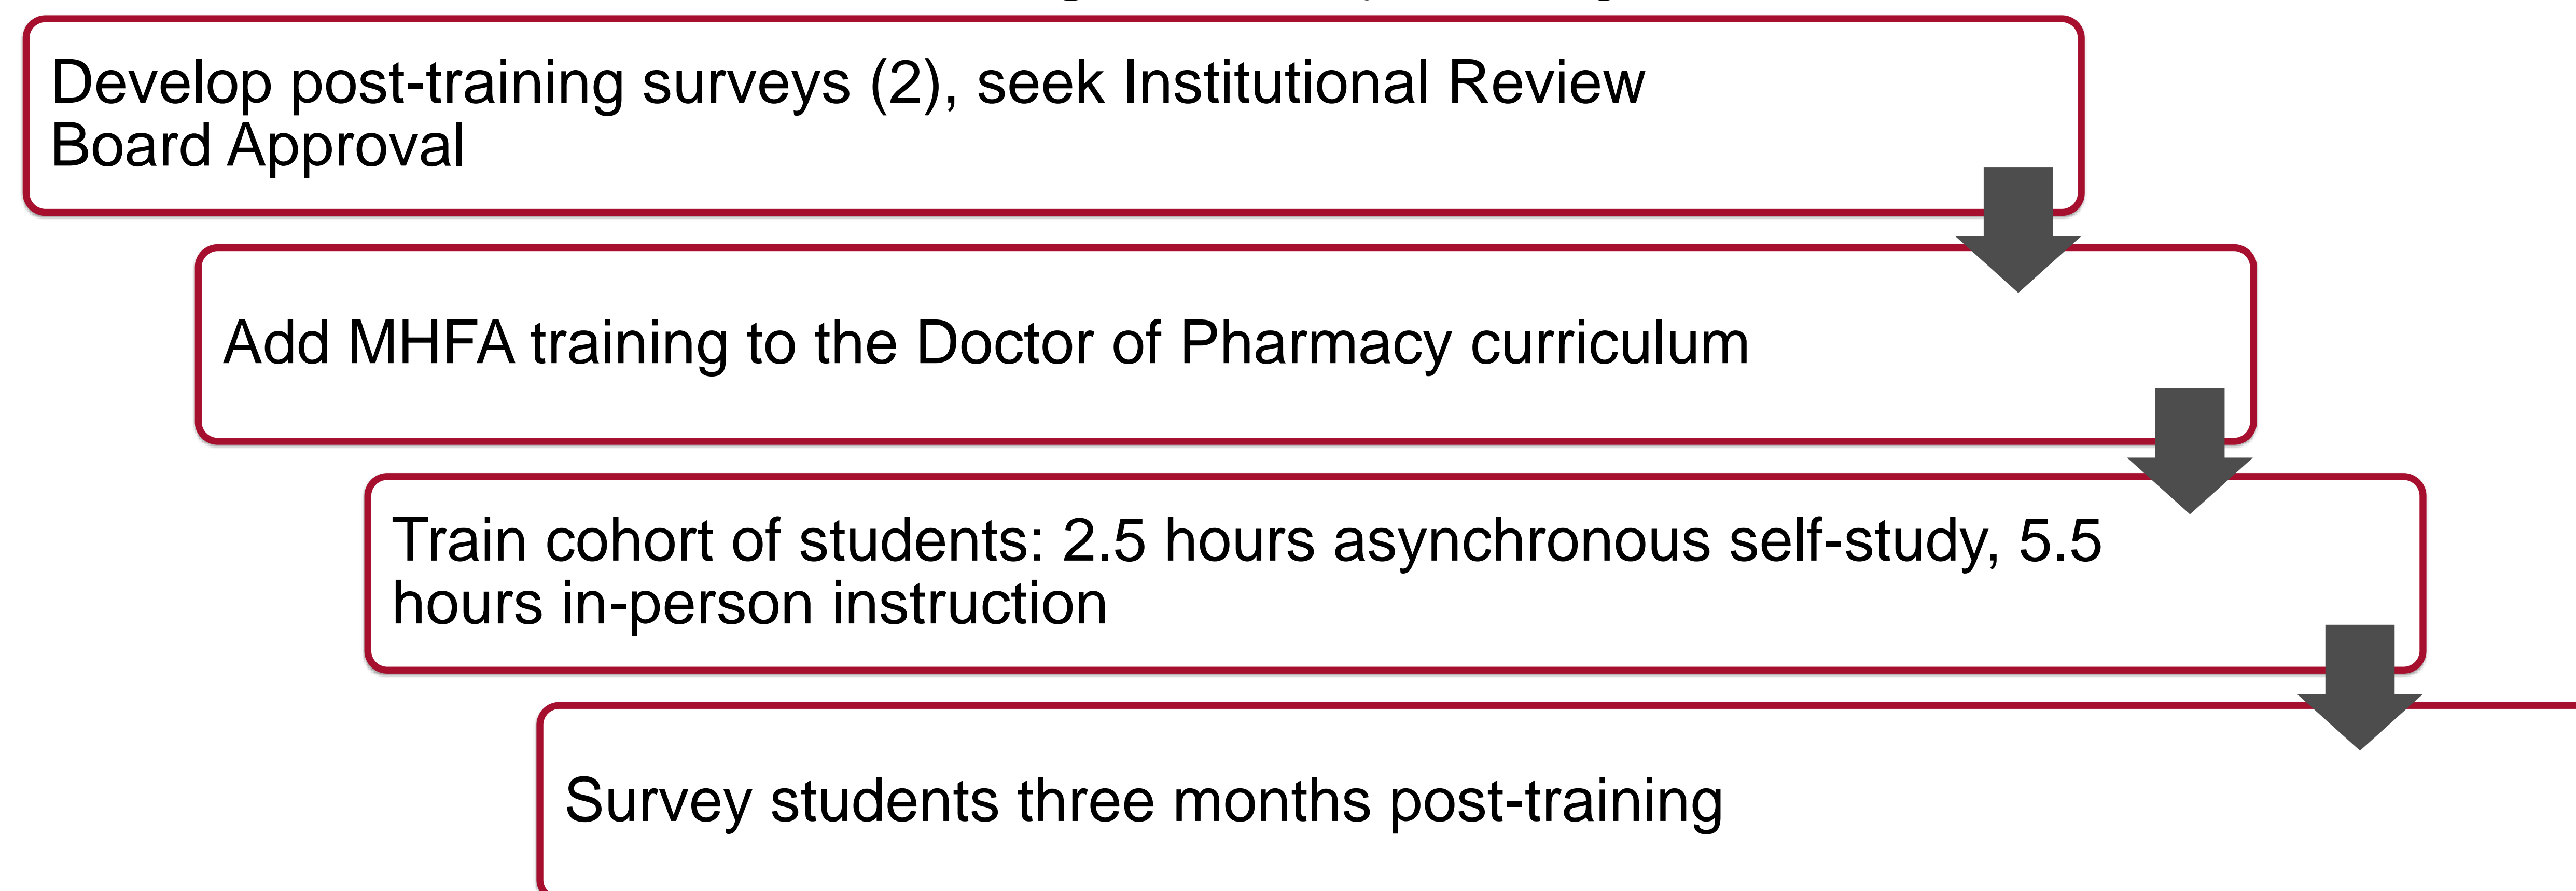 Develop post-training surveys (2), seek Institutional Review
Board Approval
Add MHFA training to the Doctor of Pharmacy curriculum
Train cohort of students: 2.5 hours asynchronous self-study, 5.5
hours in-person instruction
Survey students three months post-training